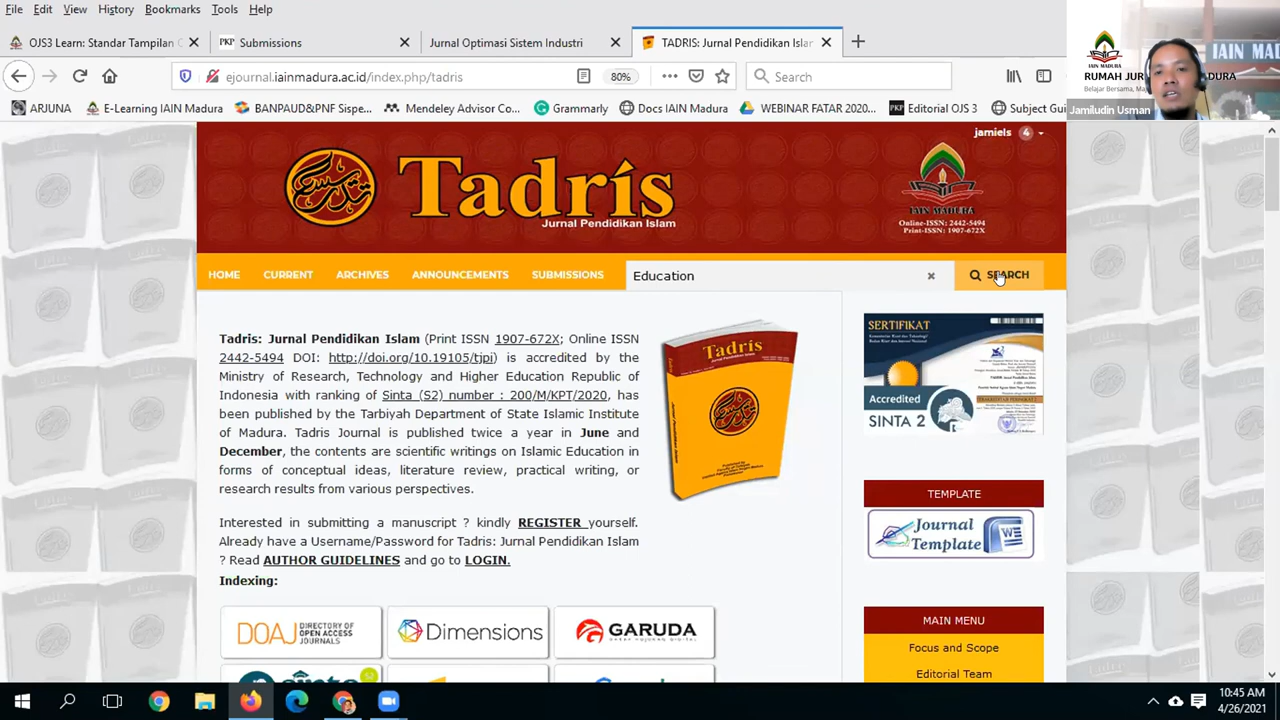 File Edit View History Bookmarks Tools Help
OJS3 Learn: Standar Tampilan
Submissions
Jurnal Optimasi Sistem Industri
TADRIS: Jurnal Pendidikan Islam
ejournal.iainmadura.ac.id/index.php/tadris
80%
Search
ARJUNA
E-Learning IAIN Madura
BANPAUD&PNF Sispe...
Mendeley Advisor Co...
Grammarly
Docs IAIN Madura
WEBINAR FATAR 2020...
Editorial OJS 3
Subject Gui
IAIN MADURA
Jamiludin Usman
jamiels 4
تدريس
Tadrís
Jurnal Pendidikan Islam
IAIN MADURA
Online-ISSN: 2442-5494
Print-ISSN: 1907-672X
HOME CURRENT ARCHIVES ANNOUNCEMENTS SUBMISSIONS
Education
SEARCH
Tadris: Jurnal Pendidikan Islam (Print ISSN 1907-672X; Online ISSN
2442-5494 DOI: http://doi.org/10.19105/tjpi) is accredited by the
Ministry of Research, Technology and Higher Education Republic of
Indonesia with ranking of Sinta (S2) number : 200/M/KPT/2020, has
been published by the Tarbiyah Department of State Islamic Institute
of Madura. Tadris Journal is published twice a year in June and
December, the contents are scientific writings on Islamic Education in
forms of conceptual ideas, literature review, practical writing, or
research results from various perspectives.
Interested in submitting a manuscript ? kindly REGISTER yourself.
Already have a Username/Password for Tadris: Jurnal Pendidikan Islam
? Read AUTHOR GUIDELINES and go to LOGIN.
Indexing:
Tadris
SERTIFIKAT
Accredited
SINTA 2
TEMPLATE
Journal
Template
MAIN MENU
Focus and Scope
Editorial Team
DOAJ DIRECTORY OF
OPEN ACCESS
JOURNALS
Dimensions
GARUDA
10:45 AM
4/26/2021